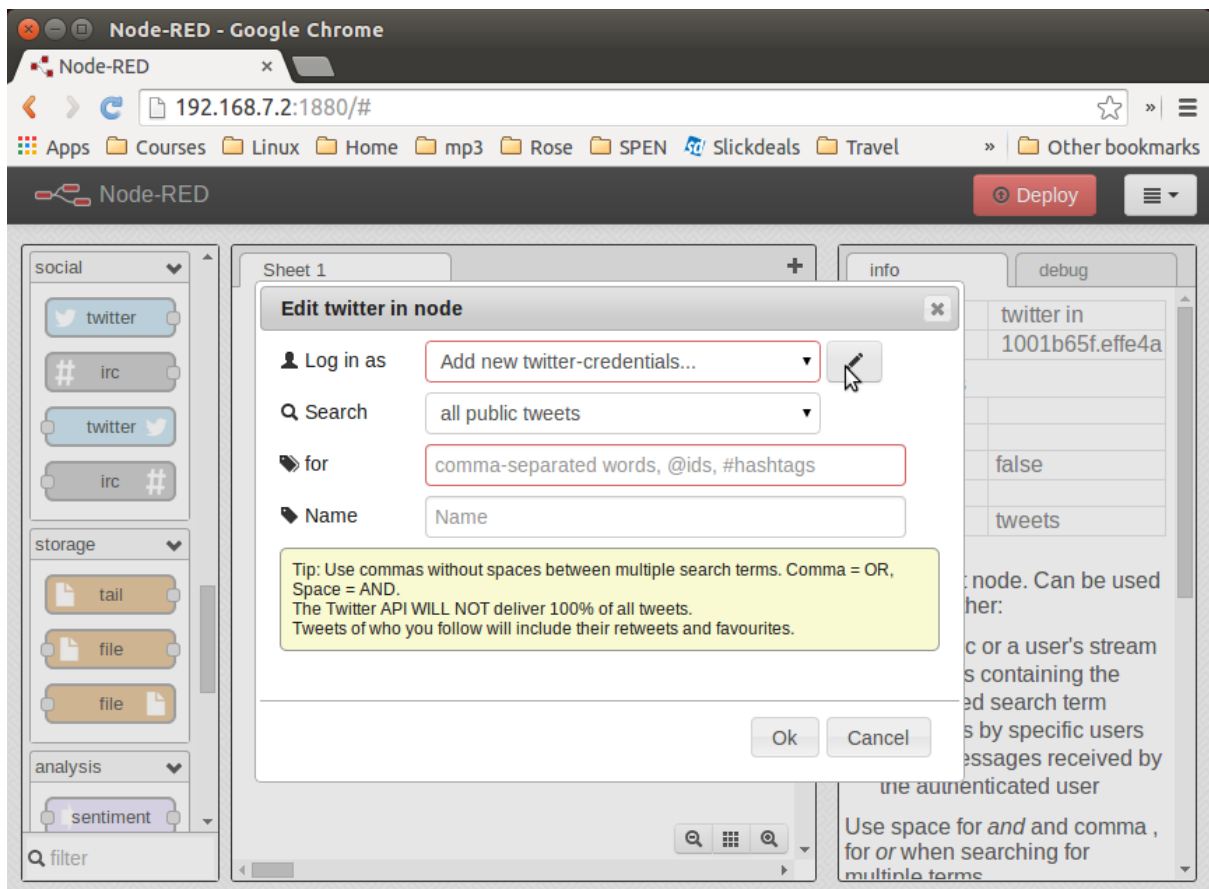 Node-RED - Google Chrome
Node-RED ×
192.168.7.2:1880/#
Apps Courses Linux Home mp3 Rose SPEN Slickdeals Travel » Other bookmarks
Node-RED
Deploy
social
twitter
irc
twitter
irc
storage
tail
file
file
analysis
sentiment
filter
Sheet 1
Edit twitter in node
Log in as Add new twitter-credentials...
Search all public tweets
for comma-separated words, @ids, #hashtags
Name Name
Tip: Use commas without spaces between multiple search terms. Comma = OR,
Space = AND.
The Twitter API WILL NOT deliver 100% of all tweets.
Tweets of who you follow will include their retweets and favourites.
Ok Cancel
info debug
twitter in
1001b65f.effe4a
false
tweets
node. Can be used
her:
c or a user's stream
s containing the
ed search term
s by specific users
essages received by
the authenticated user
Use space for and and comma ,
for or when searching for
multiple terms